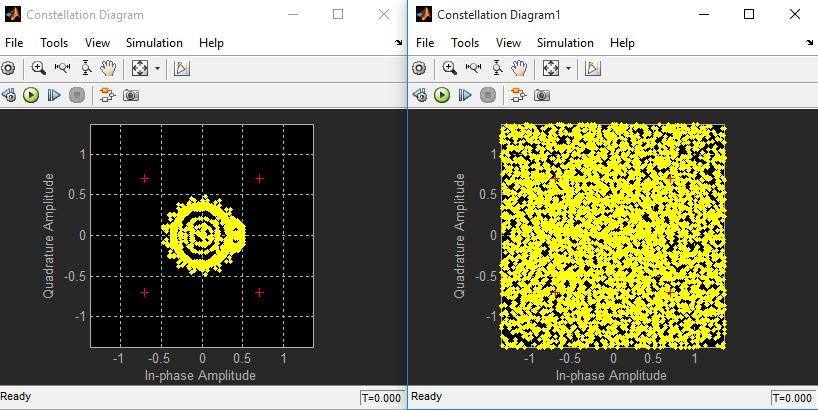 Constellation Diagram
File Tools View Simulation Help
1
0.5
0
-0.5
-1
Quadrature Amplitude
-1 -0.5 0 0.5 1
In-phase Amplitude
Ready T=0.000
Constellation Diagram1
File Tools View Simulation Help
1
0.5
0
-0.5
-1
Quadrature Amplitude
-1 -0.5 0 0.5 1
In-phase Amplitude
Ready T=0.000